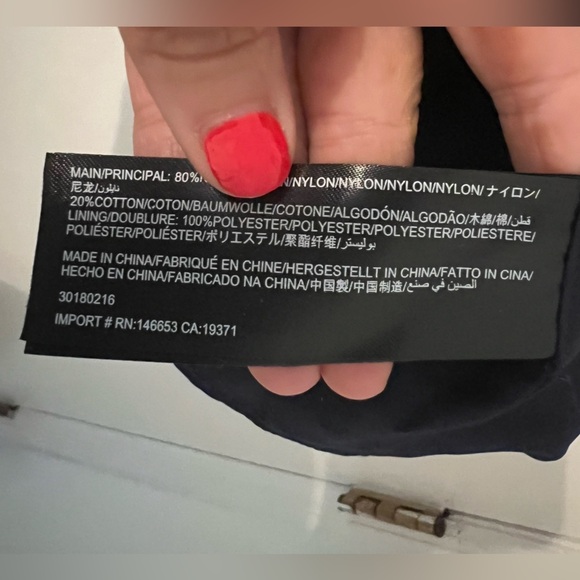 MAIN/PRINCIPAL: 80% /NYLON/NYLON/NYLON/NYLON/ナイロン/
尼龙/نايلون
20%COTTON/COTON/BAUMWOLLE/COTONE/ALGODÓN/ALGODÃO/木綿/棉/قطن
LINING/DOUBLURE: 100%POLYESTER/POLYESTER/POLYESTER/POLIESTERE/
POLIÉSTER/POLIÉSTER/ポリエステル/聚酯纤维/بوليستر
MADE IN CHINA/FABRIQUÉ EN CHINE/HERGESTELLT IN CHINA/FATTO IN CINA/
HECHO EN CHINA/FABRICADO NA CHINA/中国製/中国制造/الصين في صنع
30180216
IMPORT # RN:146653 CA:19371